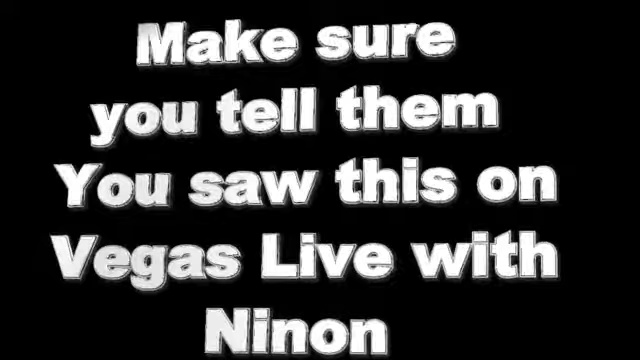 Make sure
you tell them
You saw this on
Vegas Live with
Ninon